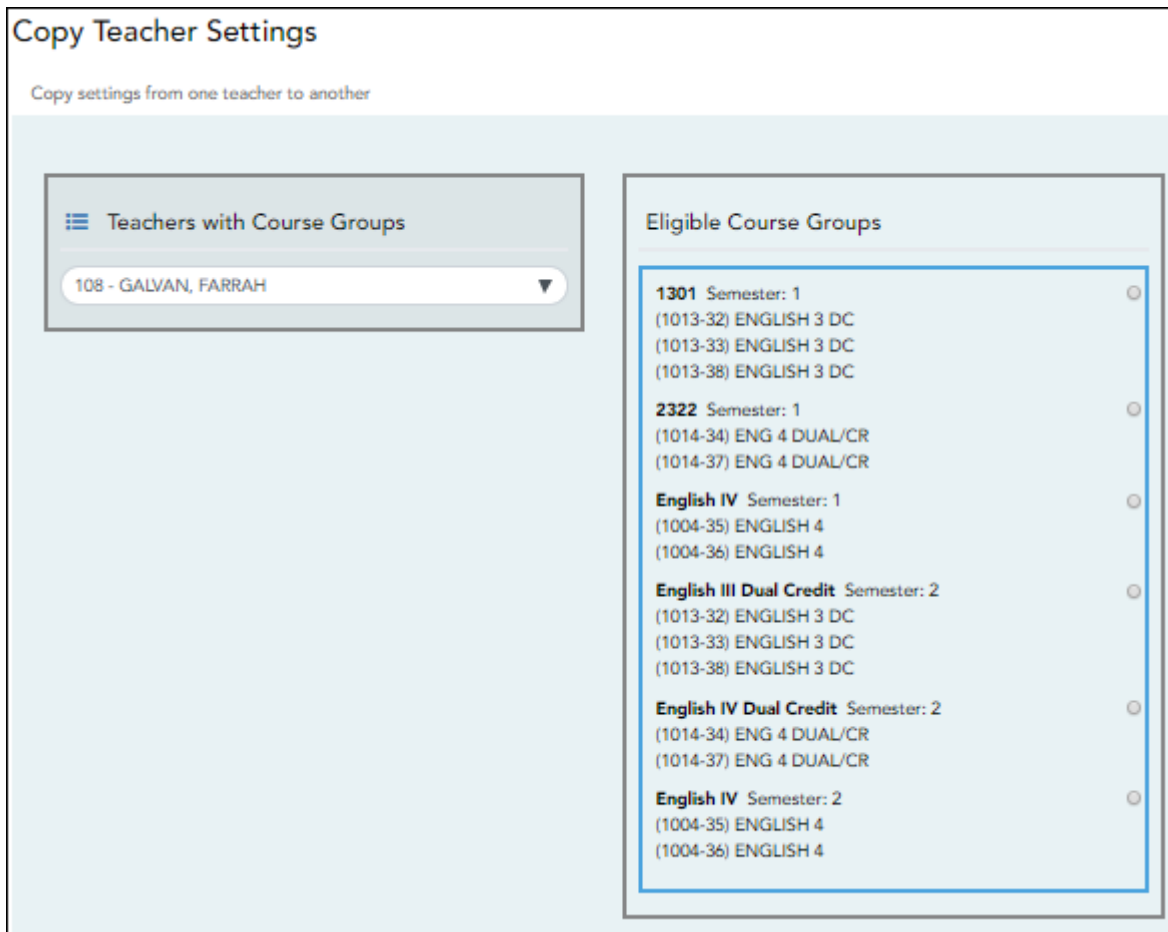 Copy Teacher Settings
Copy settings from one teacher to another
Teachers with Course Groups
108 - GALVAN, FARRAH
Eligible Course Groups
1301 Semester: 1
(1013-32) ENGLISH 3 DC
(1013-33) ENGLISH 3 DC
(1013-38) ENGLISH 3 DC
2322 Semester: 1
(1014-34) ENG 4 DUAL/CR
(1014-37) ENG 4 DUAL/CR
English IV Semester: 1
(1004-35) ENGLISH 4
(1004-36) ENGLISH 4
English III Dual Credit Semester: 2
(1013-32) ENGLISH 3 DC
(1013-33) ENGLISH 3 DC
(1013-38) ENGLISH 3 DC
English IV Dual Credit Semester: 2
(1014-34) ENG 4 DUAL/CR
(1014-37) ENG 4 DUAL/CR
English IV Semester: 2
(1004-35) ENGLISH 4
(1004-36) ENGLISH 4